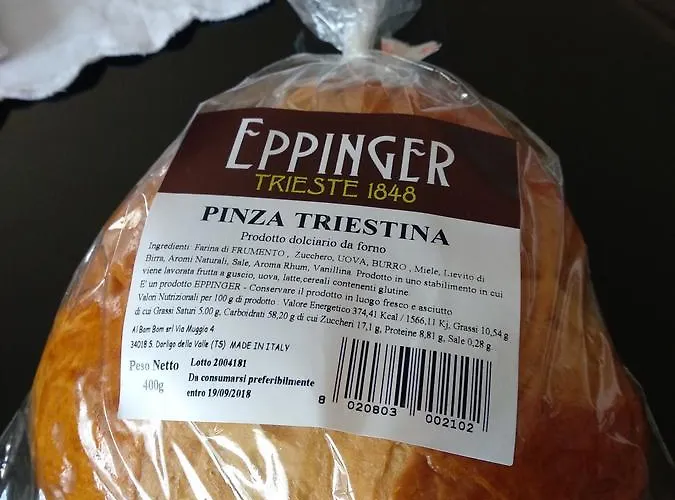 EPPINGER
TRIESTE 1848
PINZA TRIESTINA
Prodotto dolciario da forno
Ingredienti: Farina di FRUMENTO , Zucchero, UOVA, BURRO , Miele, Lievito di
Birra, Aromi Naturali, Sale, Aroma Rhum, Vanillina. Prodotto in uno stabilimento in cui
viene lavorata frutta a guscio, uova, latte,cereali contenenti glutine.
E' un prodotto EPPINGER - Conservare il prodotto in luogo fresco e asciutto
Valori Nutrizionali per 100 g di prodotto : Valore Energetico 374,41 Kcal / 1566,11 Kj, Grassi 10,54 g
di cui Grassi Saturi 5,00 g, Carboidrati 58,20 g di cui Zuccheri 17,1 g, Proteine 8,81 g, Sale 0,28 g.
Al Bom Bom srl Via Muggia 4
34018 S. Dorligo della Valle (TS) MADE IN ITALY
Peso Netto
400g
Lotto 2004181
Da consumarsi preferibilmente
entro 19/09/2018
8 020803 002102